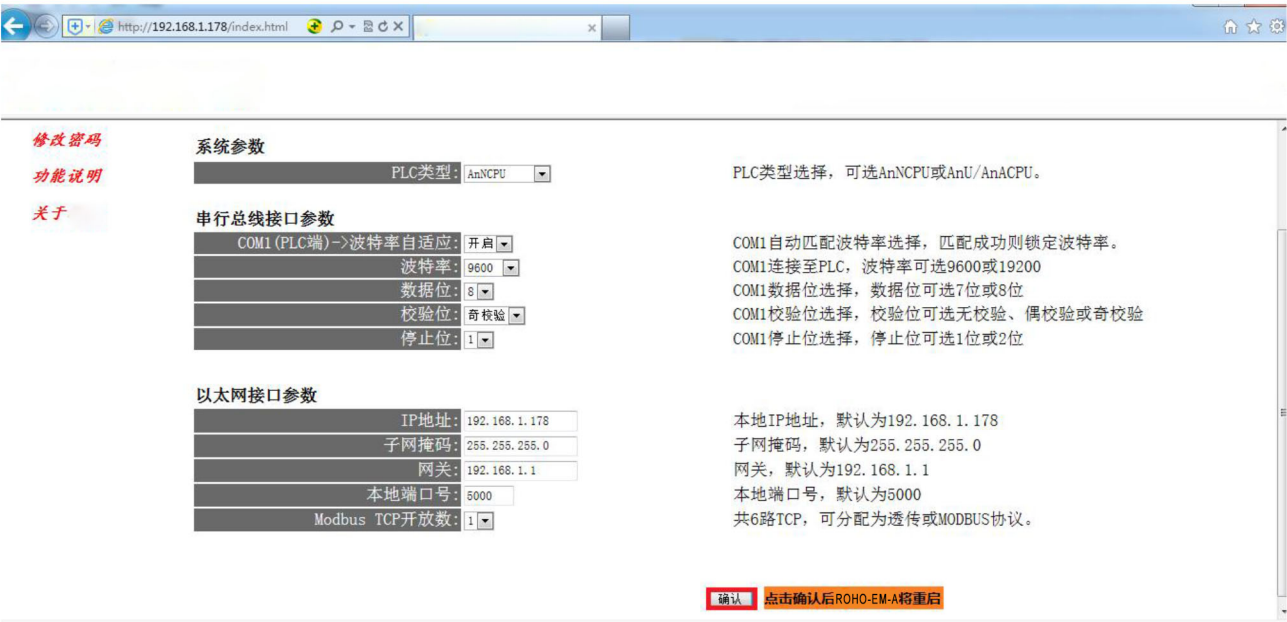 http://192.168.1.178/index.html
修改密码
功能说明
关于
系统参数
PLC类型: AnNCPU PLC类型选择，可选AnNCPU或AnU/AnACPU。
串行总线接口参数
COM1(PLC端)->波特率自适应: 开启 COM1自动匹配波特率选择，匹配成功则锁定波特率。
波特率: 9600 COM1连接至PLC，波特率可选9600或19200
数据位: 8 COM1数据位选择，数据位可选7位或8位
校验位: 奇校验 COM1校验位选择，校验位可选无校验、偶校验或奇校验
停止位: 1 COM1停止位选择，停止位可选1位或2位
以太网接口参数
IP地址: 192.168.1.178 本地IP地址，默认为192.168.1.178
子网掩码: 255.255.255.0 子网掩码，默认为255.255.255.0
网关: 192.168.1.1 网关，默认为192.168.1.1
本地端口号: 5000 本地端口号，默认为5000
Modbus TCP开放数: 1 共6路TCP，可分配为透传或MODBUS协议。
确认 点击确认后ROHO-EM-A将重启